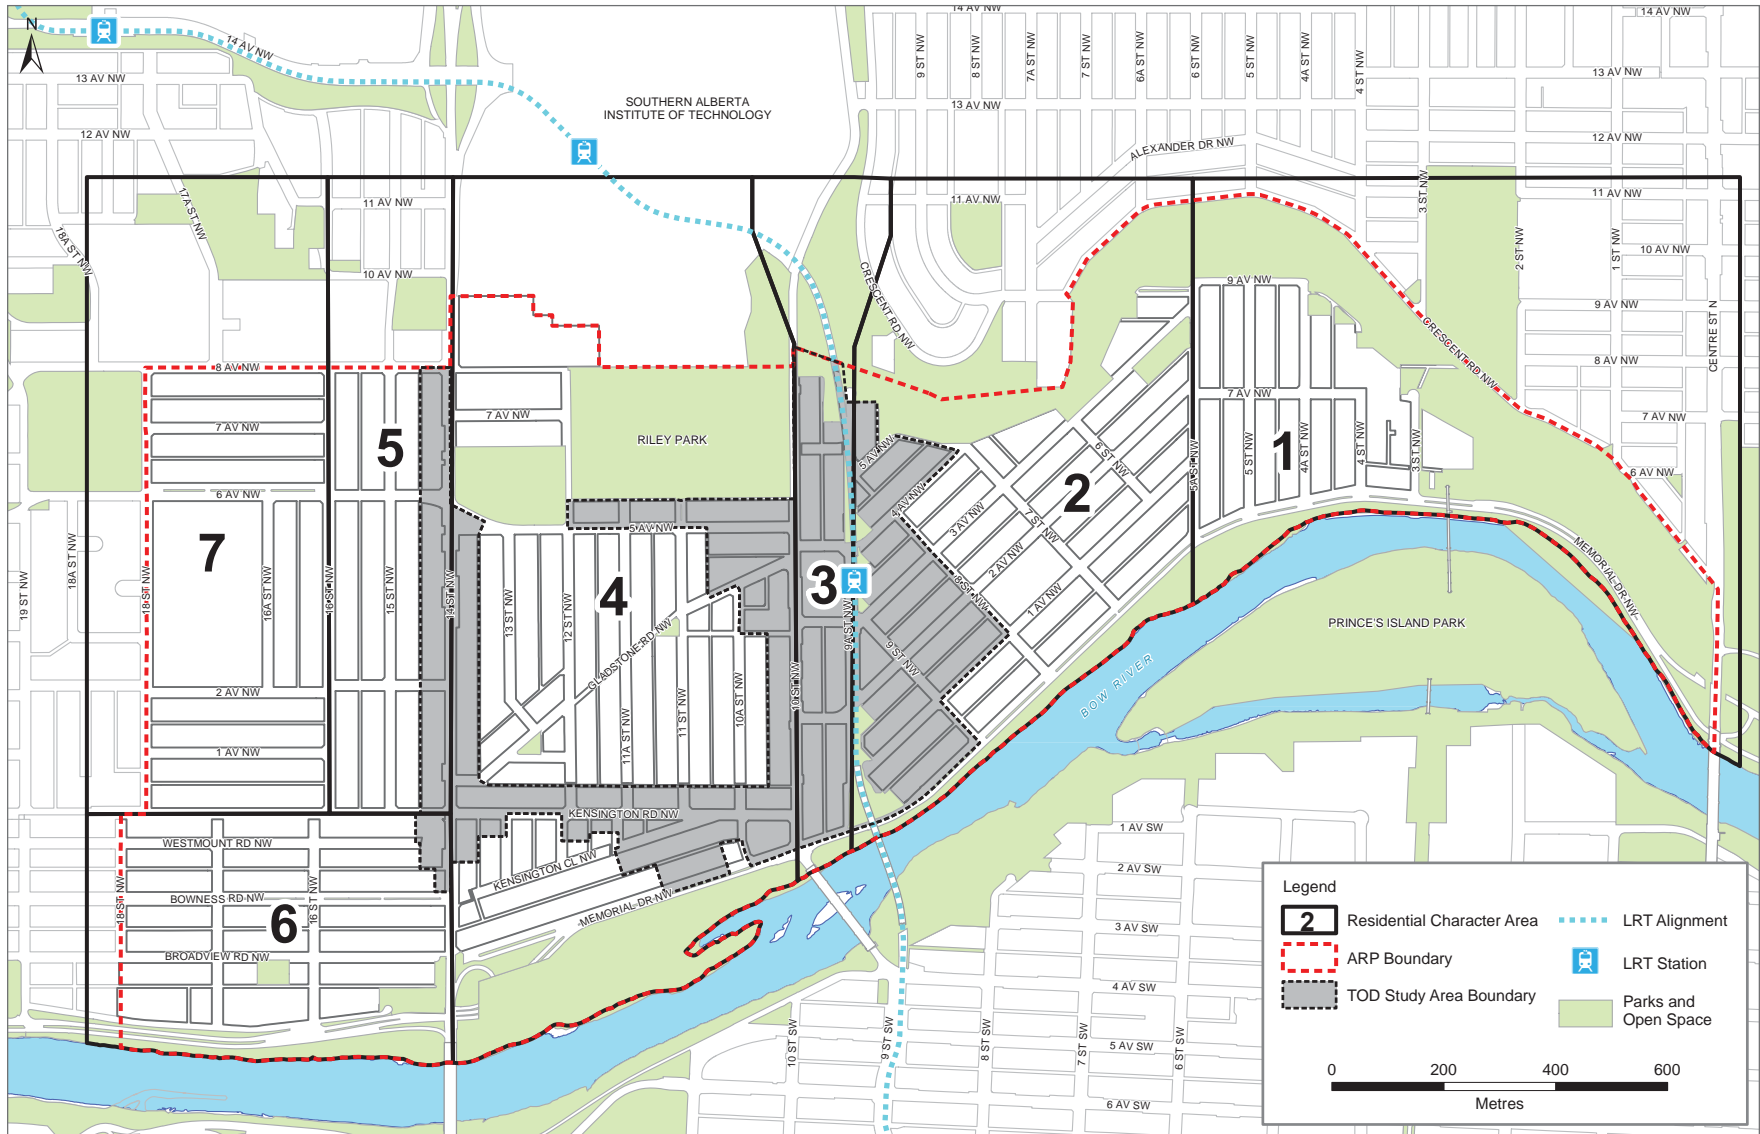 N
14 AV NW
14 AV NW
14 AV NW
13 AV NW
12 AV NW
SOUTHERN ALBERTA
INSTITUTE OF TECHNOLOGY
9 ST NW
8 ST NW
7A ST NW
7 ST NW
6A ST NW
6 ST NW
5 ST NW
4A ST NW
4 ST NW
13 AV NW
13 AV NW
12 AV NW
ALEXANDER DR NW
17A ST NW
18A ST NW
11 AV NW
11 AV NW
11 AV NW
3 ST NW
2 ST NW
1 ST NW
10 AV NW
10 AV NW
CRESCENT RD NW
9 AV NW
9 AV NW
CENTRE ST N
CRESCENT RD NW
8 AV NW
8 AV NW
7 AV NW
7 AV NW
7 AV NW
7 AV NW
RILEY PARK
5
5 AV NW
4 AV NW
3 AV NW
2 AV NW
1 AV NW
6 ST NW
7 ST NW
8 ST NW
9 ST NW
2
5A ST NW
5 ST NW
1
4A ST NW
4 ST NW
3 ST NW
6 AV NW
6 AV NW
5 AV NW
7
4
3
19 ST NW
18A ST NW
18 ST NW
16A ST NW
16 ST NW
15 ST NW
14 ST NW
13 ST NW
12 ST NW
GLADSTONE RD NW
11A ST NW
11 ST NW
10A ST NW
10 ST NW
9A ST NW
MEMORIAL DR NW
PRINCE'S ISLAND PARK
BOW RIVER
2 AV NW
1 AV NW
KENSINGTON RD NW
WESTMOUNT RD NW
KENSINGTON CL NW
BOWNESS RD NW
18 ST NW
16 ST NW
6
MEMORIAL DR NW
BROADVIEW RD NW
1 AV SW
2 AV SW
3 AV SW
4 AV SW
5 AV SW
6 AV SW
10 ST SW
9 ST SW
8 ST SW
7 ST SW
6 ST SW
Legend
2 Residential Character Area
ARP Boundary
TOD Study Area Boundary
LRT Alignment
LRT Station
Parks and
Open Space
0 200 400 600
Metres